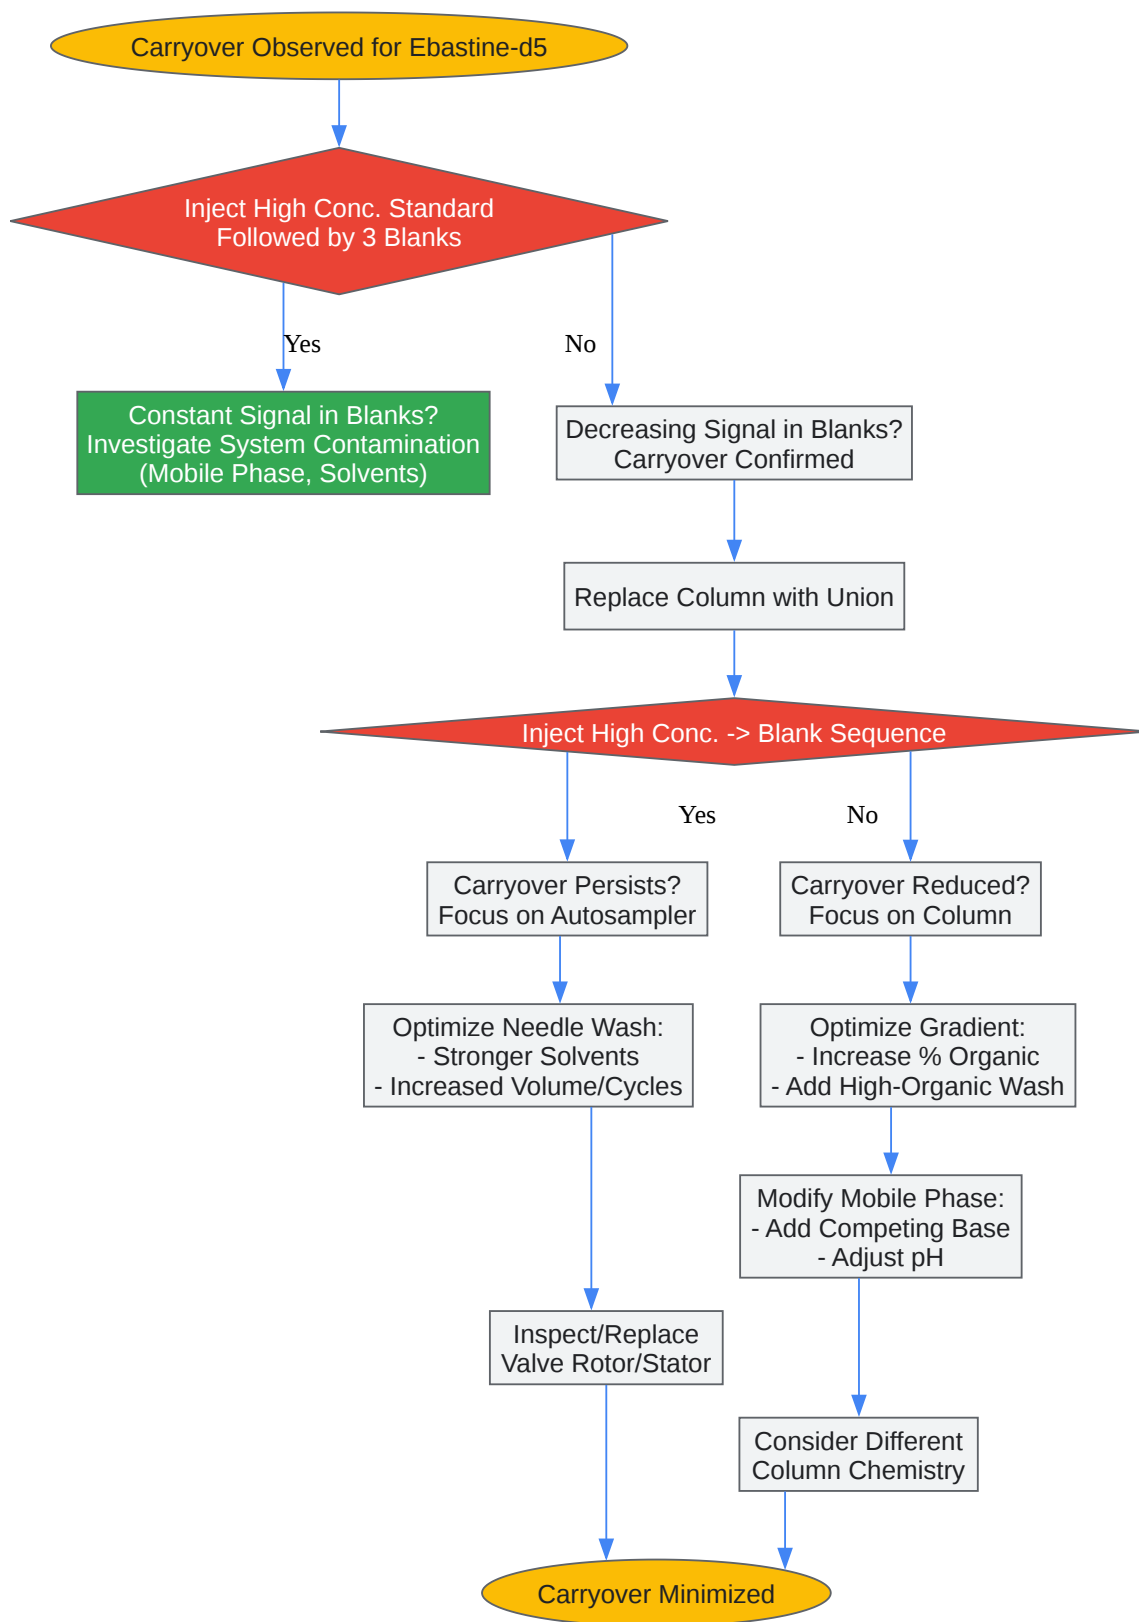 Carryover Observed for Ebastine-d5
Inject High Conc. Standard
Followed by 3 Blanks
Yes
No
Constant Signal in Blanks?
Investigate System Contamination
(Mobile Phase, Solvents)
Decreasing Signal in Blanks?
Carryover Confirmed
Replace Column with Union
Inject High Conc. -> Blank Sequence
Yes
No
Carryover Persists?
Focus on Autosampler
Carryover Reduced?
Focus on Column
Optimize Needle Wash:
- Stronger Solvents
- Increased Volume/Cycles
Optimize Gradient:
- Increase % Organic
- Add High-Organic Wash
Modify Mobile Phase:
- Add Competing Base
- Adjust pH
Inspect/Replace
Valve Rotor/Stator
Consider Different
Column Chemistry
Carryover Minimized